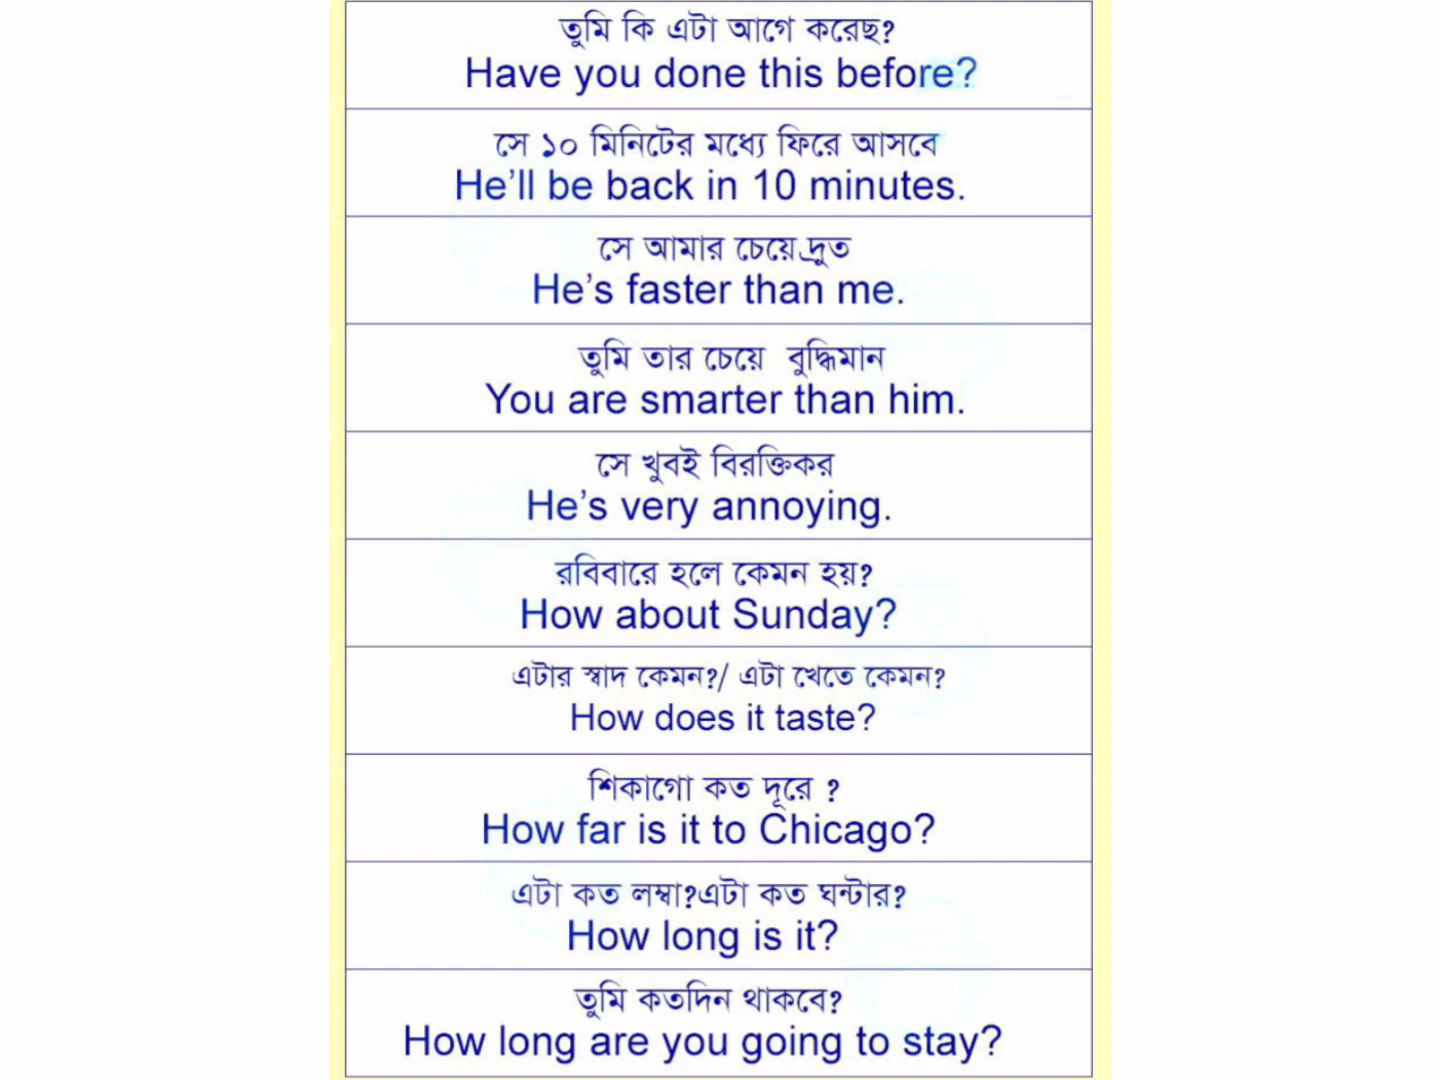 তুমি কি এটা আগে করেছ?
Have you done this before?
সে ১০ মিনিটের মধ্যে ফিরে আসবে
He’ll be back in 10 minutes.
সে আমার চেয়ে দ্রুত
He’s faster than me.
তুমি তার চেয়ে বুদ্ধিমান
You are smarter than him.
সে খুবই বিরক্তিকর
He’s very annoying.
রবিবারে হলে কেমন হয়?
How about Sunday?
এটার স্বাদ কেমন?/ এটা খেতে কেমন?
How does it taste?
শিকাগো কত দূরে ?
How far is it to Chicago?
এটা কত লম্বা?এটা কত ঘন্টার?
How long is it?
তুমি কতদিন থাকবে?
How long are you going to stay?